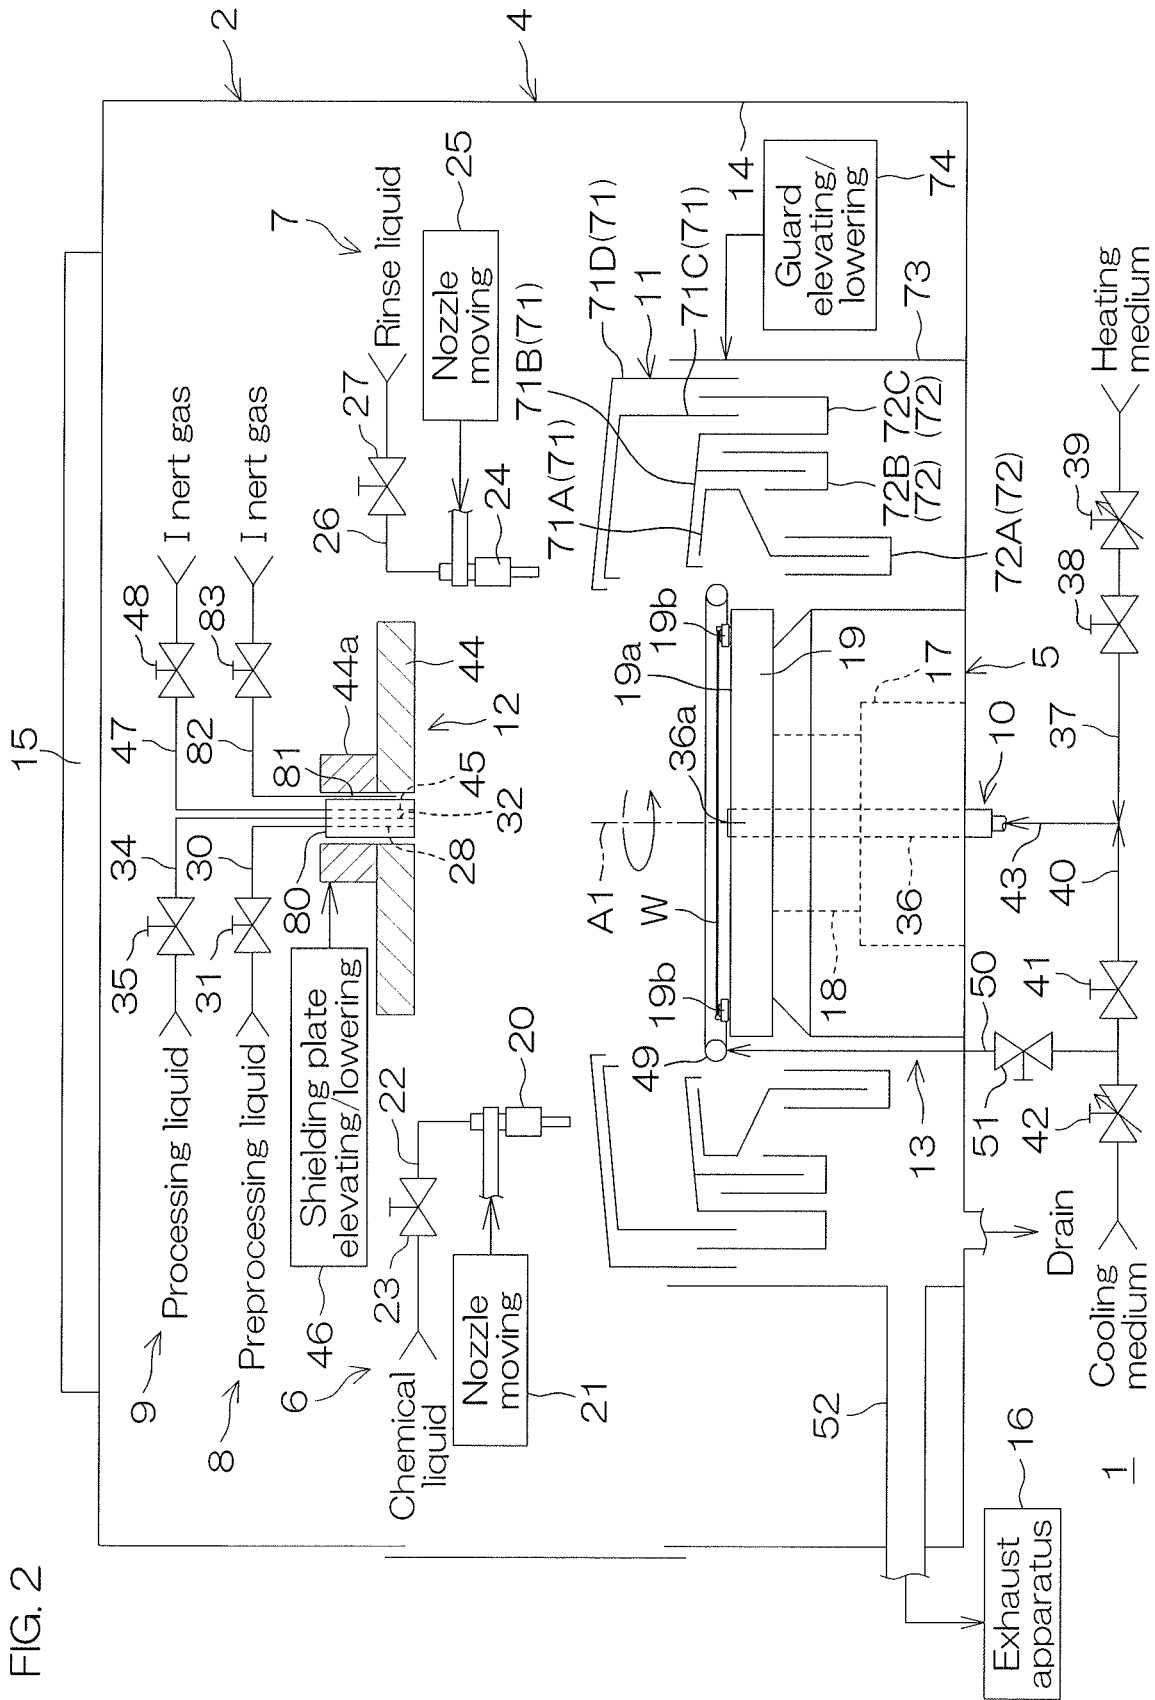 FIG. 2
15
2
4
9
Processing liquid
35
34
47
48
Inert gas
8
Preprocessing liquid
31
30
82
83
Inert gas
7
Rinse liquid
80
81
44a
44
45
32
28
12
46
Shielding plate
elevating/lowering
26
27
25
Nozzle
moving
24
6
Chemical
liquid
23
22
20
21
Nozzle
moving
A1
W
36a
19a
19b
19b
19
49
71A(71)
71B(71)
71D(71)
11
71C(71)
14
Guard
elevating/
lowering
74
73
72C
(72)
72B
(72)
72A(72)
18
36
17
5
10
43
13
50
51
52
Drain
16
Exhaust
apparatus
1
Cooling
medium
42
41
40
37
38
39
Heating
medium